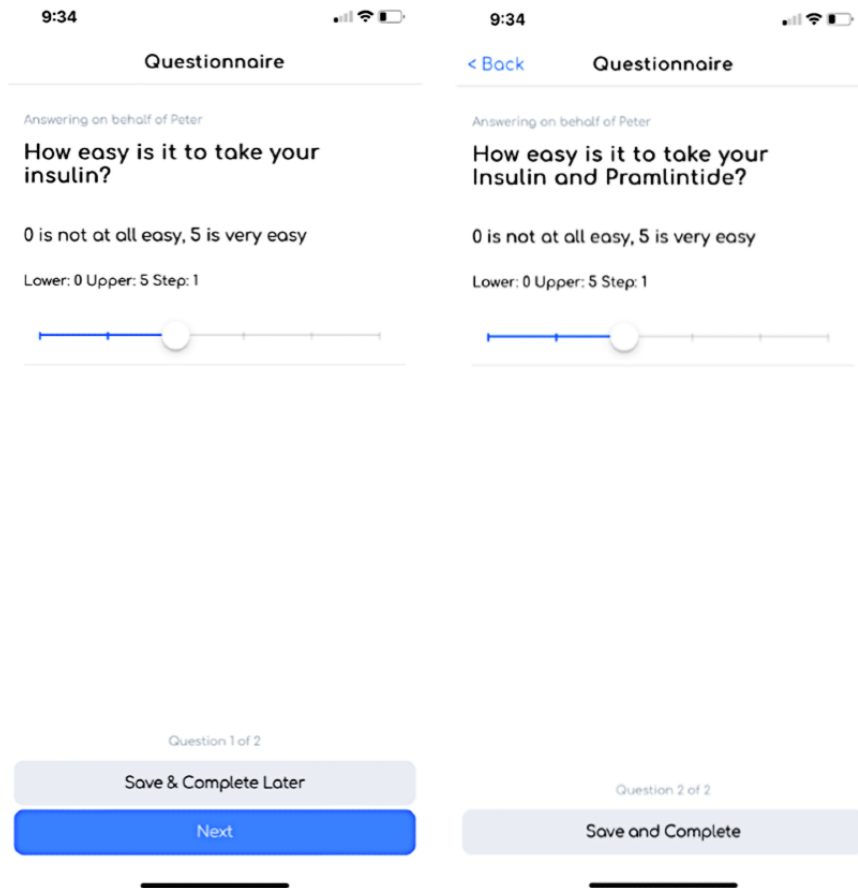 9:34
Questionnaire
Answering on behalf of Peter
How easy is it to take your
insulin?
0 is not at all easy, 5 is very easy
Lower: 0 Upper: 5 Step: 1
Question 1 of 2
Save & Complete Later
Next
9:34
< Back
Questionnaire
Answering on behalf of Peter
How easy is it to take your
Insulin and Pramlintide?
0 is not at all easy, 5 is very easy
Lower: 0 Upper: 5 Step: 1
Question 2 of 2
Save and Complete